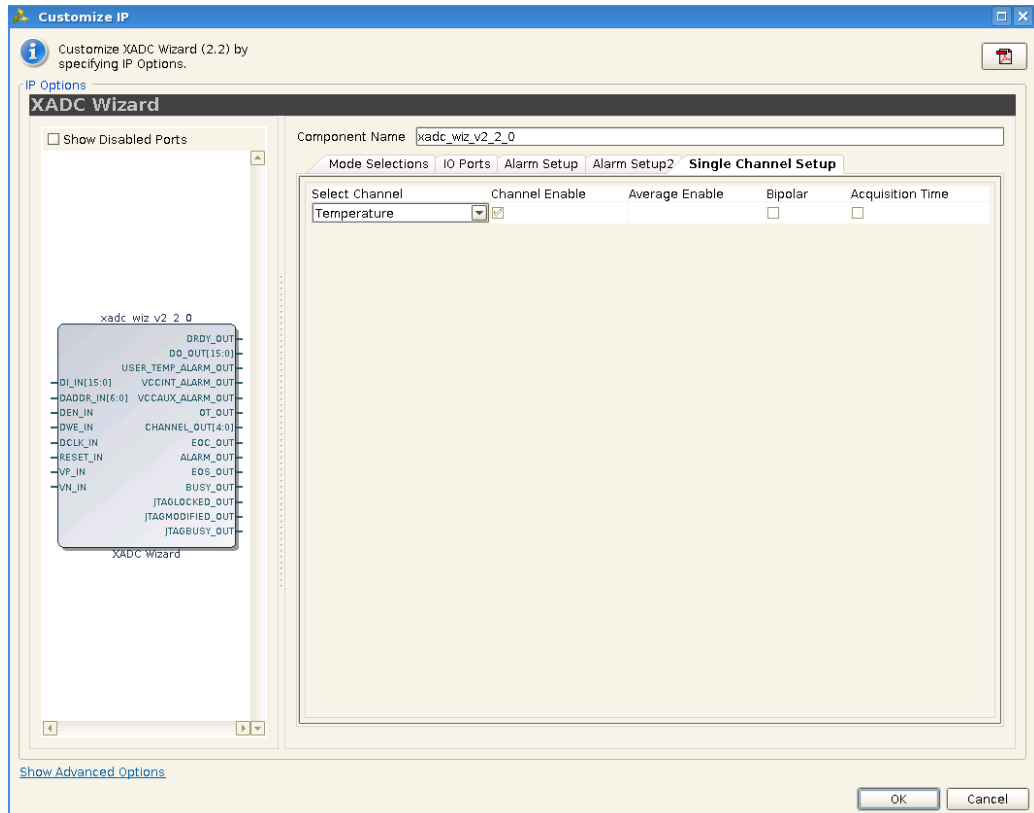 Customize IP
Customize XADC Wizard (2.2) by
specifying IP Options.
IP Options
XADC Wizard
Show Disabled Ports
Component Name xadc_wiz_v2_2_0
Mode Selections IO Ports Alarm Setup Alarm Setup2 Single Channel Setup
Select Channel Channel Enable Average Enable Bipolar Acquisition Time
Temperature
xadc_wiz_v2_2_0
DRDY_OUT
DO_OUT[15:0]
USER_TEMP_ALARM_OUT
DI_IN[15:0] VCCINT_ALARM_OUT
DADDR_IN[6:0] VCCAUX_ALARM_OUT
DEN_IN OT_OUT
DWE_IN CHANNEL_OUT[4:0]
DCLK_IN EOC_OUT
RESET_IN ALARM_OUT
VP_IN EOS_OUT
VN_IN BUSY_OUT
JTAGLOCKED_OUT
JTAGMODIFIED_OUT
JTAGBUSY_OUT
XADC Wizard
Show Advanced Options
OK Cancel